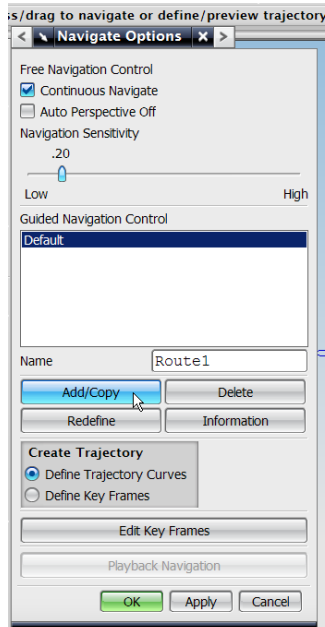 ss/drag to navigate or define/preview trajectory
Navigate Options
Free Navigation Control
Continuous Navigate
Auto Perspective Off
Navigation Sensitivity
.20
Low High
Guided Navigation Control
Default
Name Route1
Add/Copy Delete
Redefine Information
Create Trajectory
Define Trajectory Curves
Define Key Frames
Edit Key Frames
Playback Navigation
OK Apply Cancel